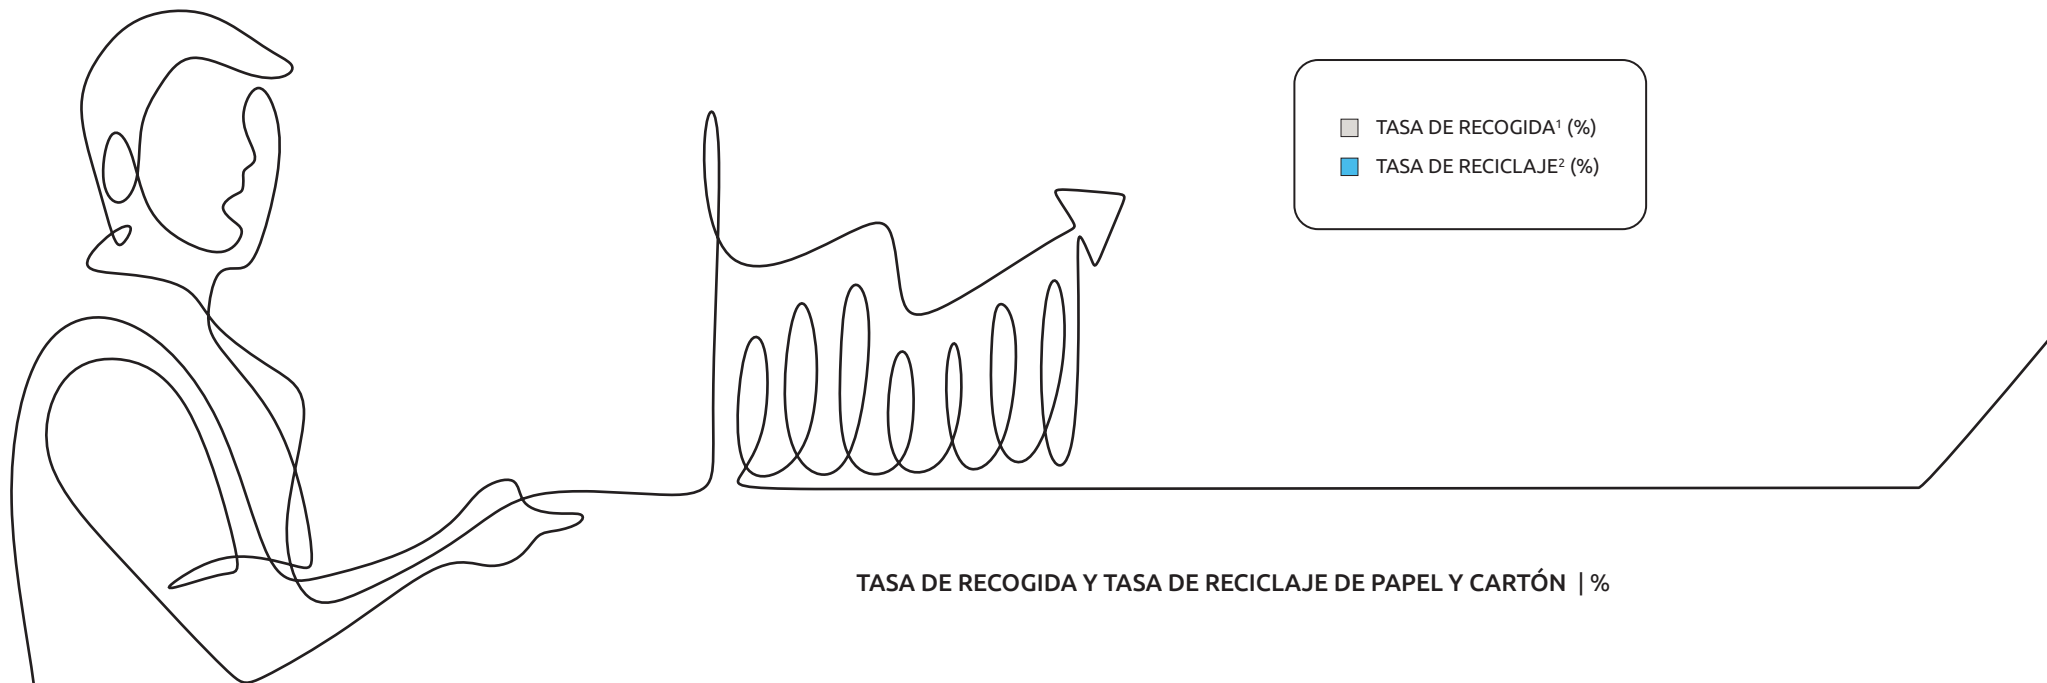 TASA DE RECOGIDA¹ (%)
TASA DE RECICLAJE² (%)
TASA DE RECOGIDA Y TASA DE RECICLAJE DE PAPEL Y CARTÓN | %